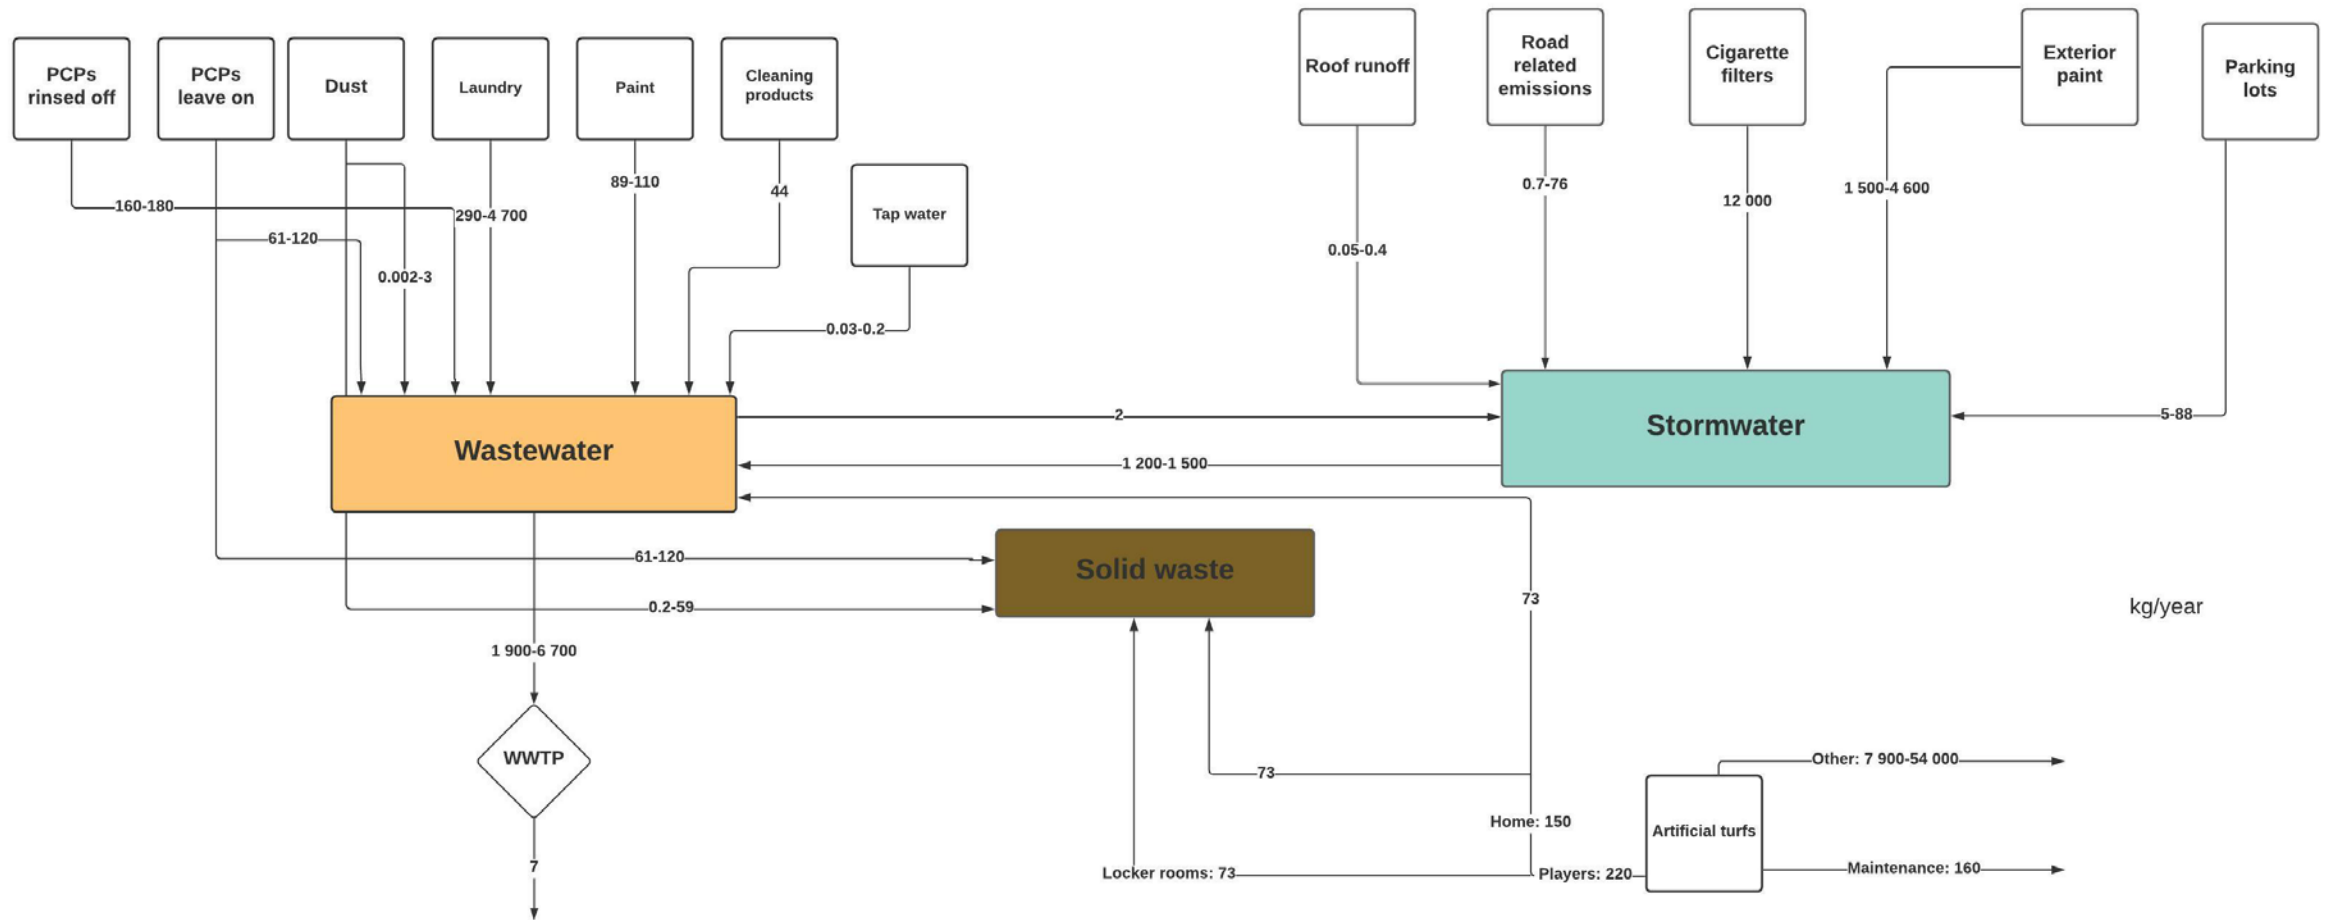 PCPs
rinsed off
PCPs
leave on
Dust
Laundry
Paint
Cleaning
products
Tap water
Roof runoff
Road
related
emissions
Cigarette
filters
Exterior
paint
Parking
lots
160-180
61-120
0.002-3
290-4 700
89-110
44
0.03-0.2
0.05-0.4
0.7-76
12 000
1 500-4 600
5-88
Wastewater
2
Stormwater
1 200-1 500
61-120
Solid waste
0.2-59
73
kg/year
1 900-6 700
WWTP
7
73
Home: 150
Locker rooms: 73
Players: 220
Artificial turfs
Other: 7 900-54 000
Maintenance: 160